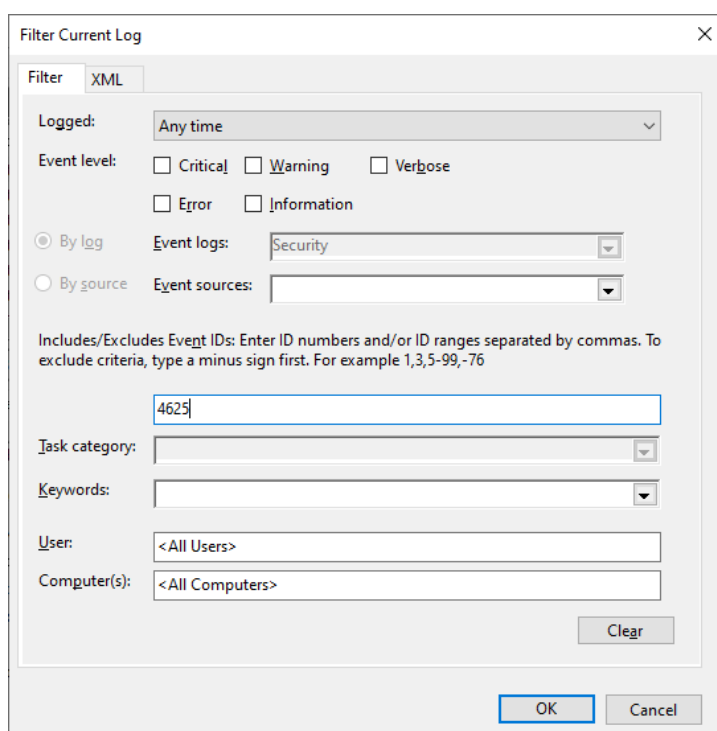 Filter Current Log
Filter XML
Logged: Any time
Event level: Critical Warning Verbose
Error Information
By log Event logs: Security
By source Event sources:
Includes/Excludes Event IDs: Enter ID numbers and/or ID ranges separated by commas. To
exclude criteria, type a minus sign first. For example 1,3,5-99,-76
4625
Task category:
Keywords:
User: <All Users>
Computer(s): <All Computers>
Clear
OK Cancel